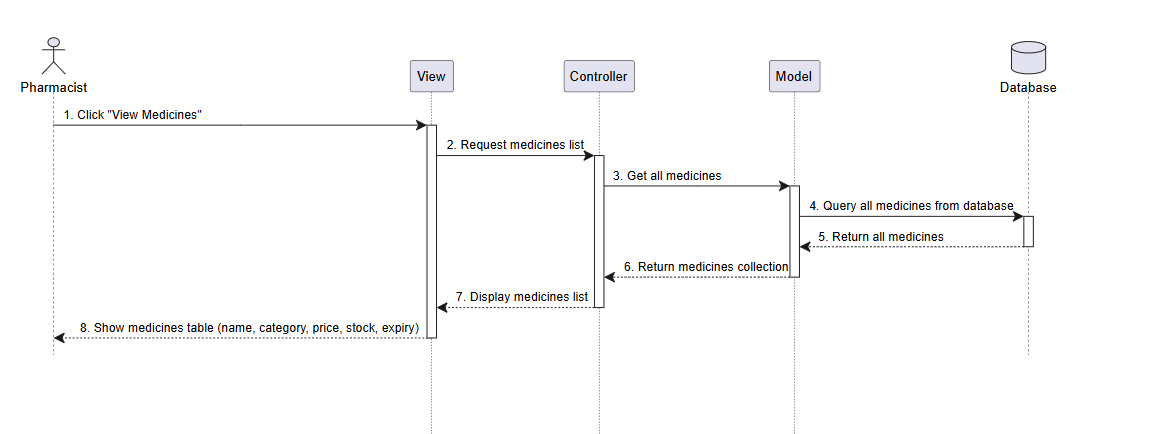 Pharmacist
View
Controller
Model
Database
1. Click "View Medicines"
2. Request medicines list
3. Get all medicines
4. Query all medicines from database
5. Return all medicines
6. Return medicines collection
7. Display medicines list
8. Show medicines table (name, category, price, stock, expiry)